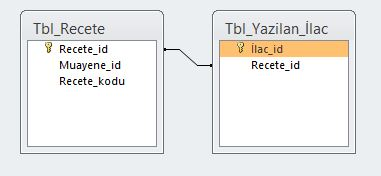 Tbl_Recete
Recete_id
Muayene_id
Recete_kodu
Tbl_Yazilan_İlac
İlac_id
Recete_id